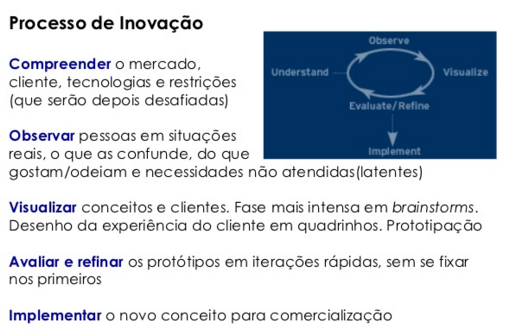 Processo de Inovação
Compreender o mercado,
cliente, tecnologias e restrições
(que serão depois desafiadas)
Observe
Understand
Visualize
Evaluate/Refine
Implement
Observar pessoas em situações
reais, o que as confunde, do que
gostam/odeiam e necessidades não atendidas(latentes)
Visualizar conceitos e clientes. Fase mais intensa em brainstorms.
Desenho da experiência do cliente em quadrinhos. Prototipação
Avaliar e refinar os protótipos em iterações rápidas, sem se fixar
nos primeiros
Implementar o novo conceito para comercialização